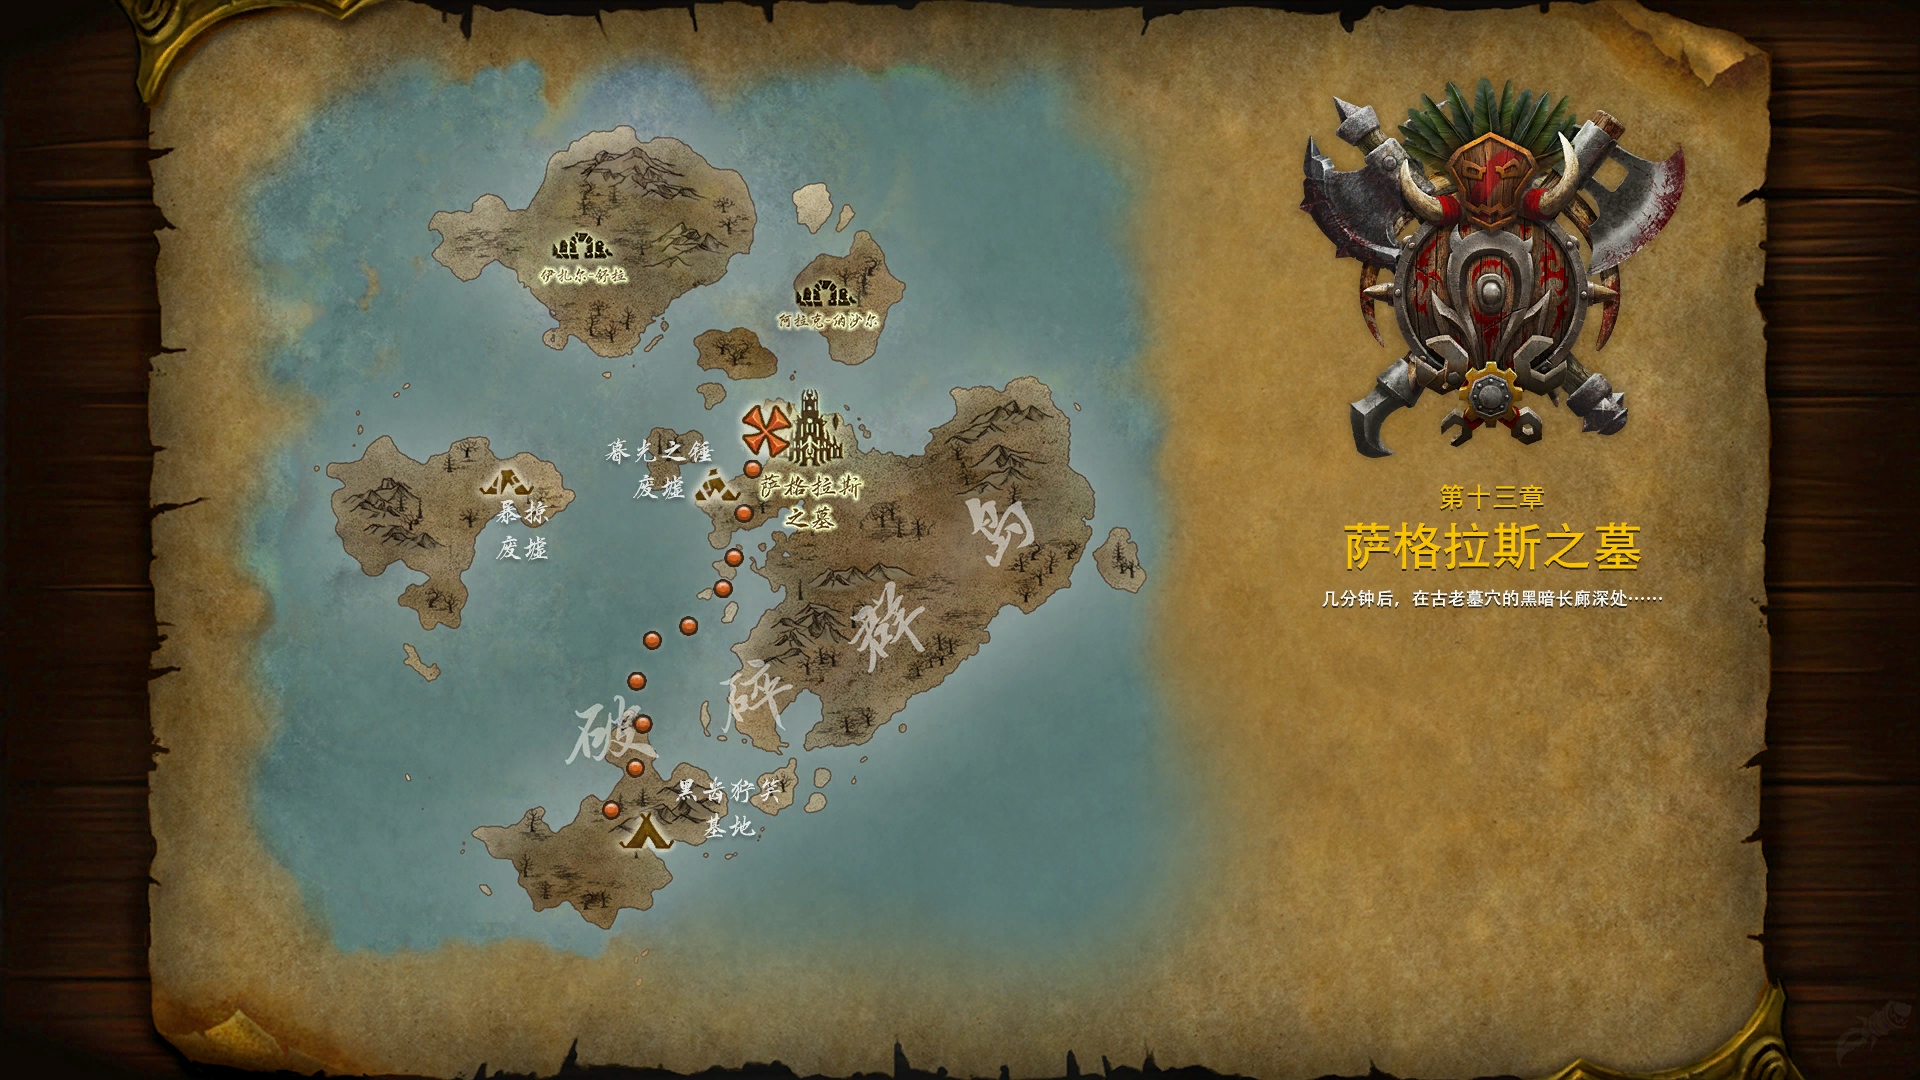 伊扎尔-舒拉
阿拉克-纳沙尔
暮光之锤
废墟
萨格拉斯
之墓
暴掠
废墟
破碎群岛
黑齿狞笑
基地
第十三章
萨格拉斯之墓
几分钟后，在古老墓穴的黑暗长廊深处……